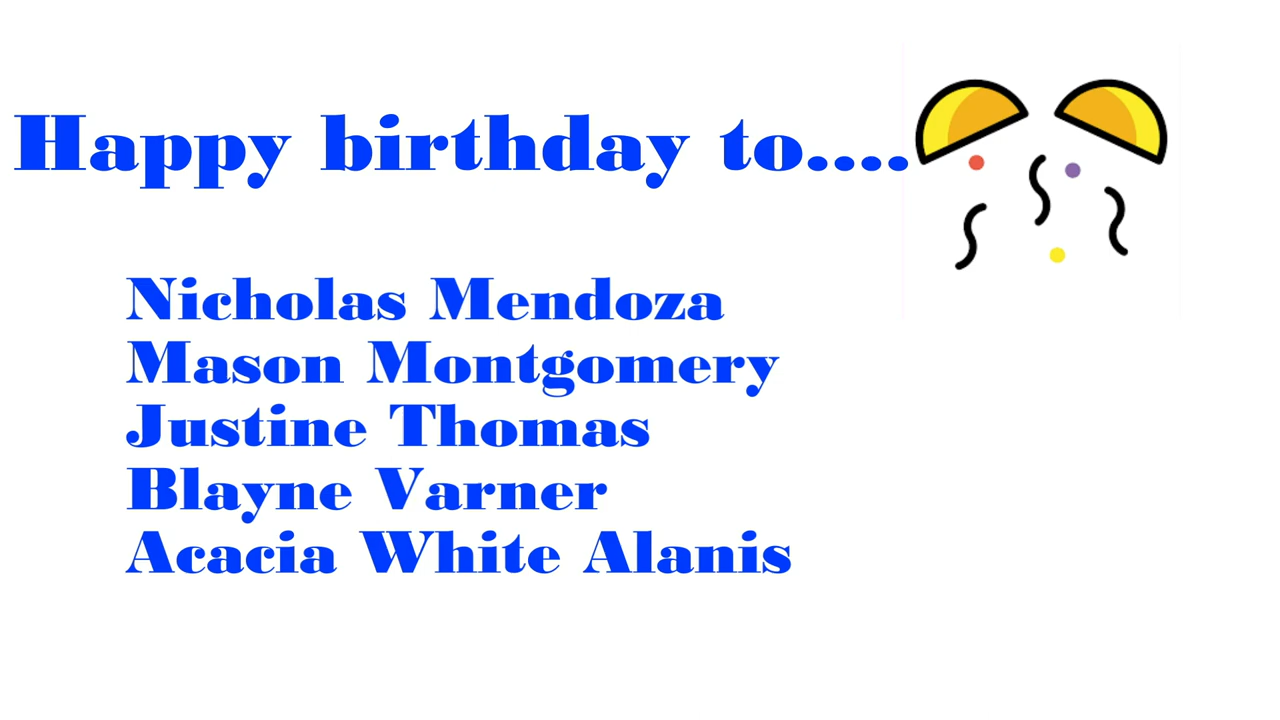 Happy birthday to....
Nicholas Mendoza
Mason Montgomery
Justine Thomas
Blayne Varner
Acacia White Alanis